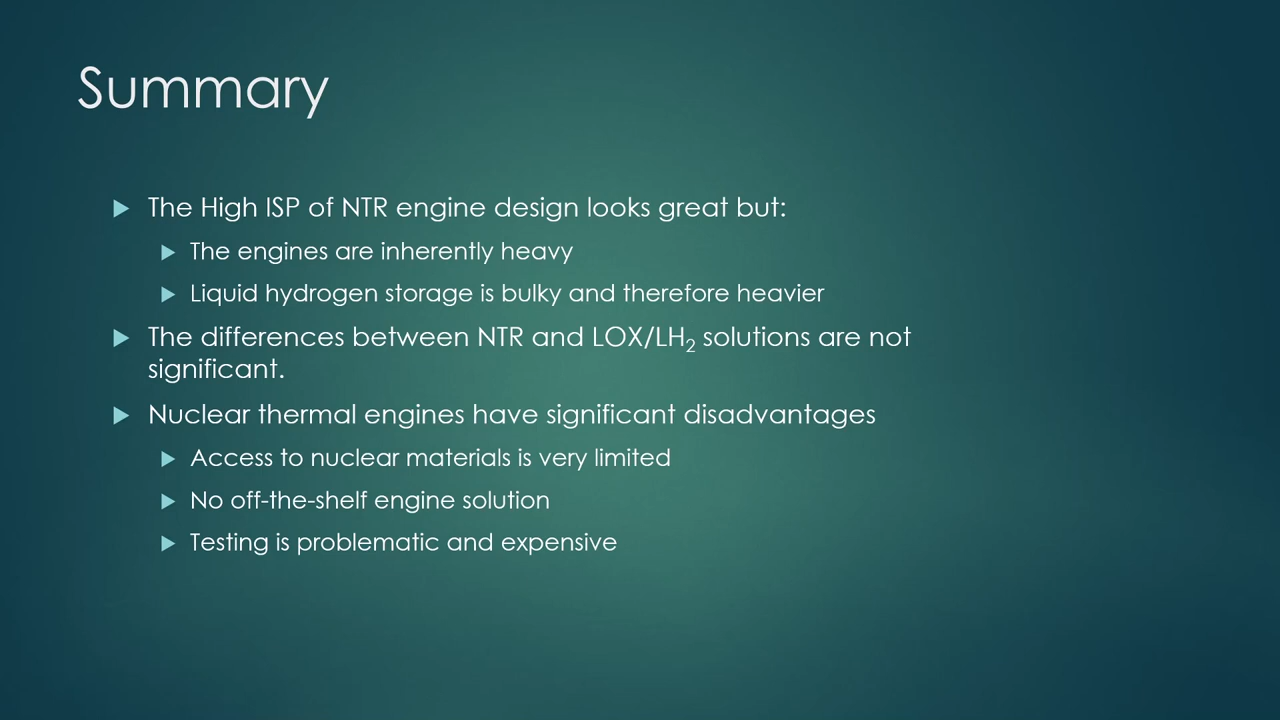 Summary
The High ISP of NTR engine design looks great but:
The engines are inherently heavy
Liquid hydrogen storage is bulky and therefore heavier
The differences between NTR and LOX/LH₂ solutions are not
significant.
Nuclear thermal engines have significant disadvantages
Access to nuclear materials is very limited
No off-the-shelf engine solution
Testing is problematic and expensive